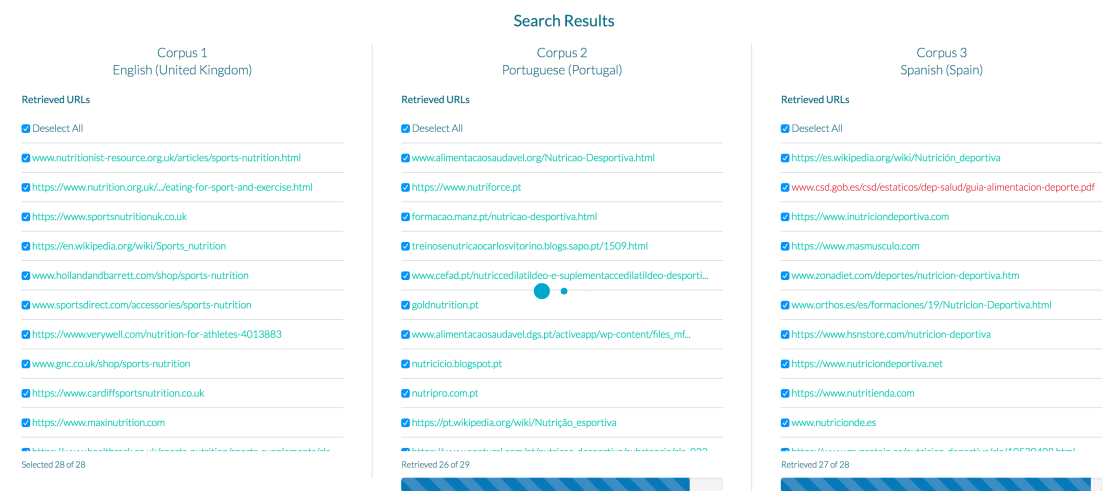 Search Results
Corpus 1
English (United Kingdom)
Retrieved URLs
Deselect All
www.nutritionist-resource.org.uk/articles/sports-nutrition.html
https://www.nutrition.org.uk/.../eating-for-sport-and-exercise.html
https://www.sportsnutritionuk.co.uk
https://en.wikipedia.org/wiki/Sports_nutrition
www.hollandandbarrett.com/shop/sports-nutrition
www.sportsdirect.com/accessories/sports-nutrition
https://www.verywell.com/nutrition-for-athletes-4013883
www.gnc.co.uk/shop/sports-nutrition
https://www.cardiffsportsnutrition.co.uk
https://www.maxinutrition.com
Selected 28 of 28
Corpus 2
Portuguese (Portugal)
Retrieved URLs
Deselect All
www.alimentacaosaudavel.org/Nutricao-Desportiva.html
https://www.nutriforce.pt
formacao.manz.pt/nutricao-desportiva.html
treinosenutricaocarlosvitorino.blogs.sapo.pt/1509.html
www.cefad.pt/nutriccedilatildeo-e-suplementaccedilatildeo-desporti...
goldnutrition.pt
www.alimentacaosaudavel.dgs.pt/activeapp/wp-content/files_mf...
nutricicio.blogspot.pt
nutripro.com.pt
https://pt.wikipedia.org/wiki/Nutrição_esportiva
Retrieved 26 of 29
Corpus 3
Spanish (Spain)
Retrieved URLs
Deselect All
https://es.wikipedia.org/wiki/Nutrición_deportiva
www.csd.gob.es/csd/estaticos/dep-salud/guia-alimentacion-deporte.pdf
https://www.inutriciondeportiva.com
https://www.masmusculo.com
www.zonadiet.com/deportes/nutricion-deportiva.htm
www.orthos.es/es/formaciones/19/Nutricion-Deportiva.html
https://www.hsnstore.com/nutricion-deportiva
https://www.nutriciondeportiva.net
https://www.nutritienda.com
www.nutricionde.es
Retrieved 27 of 28